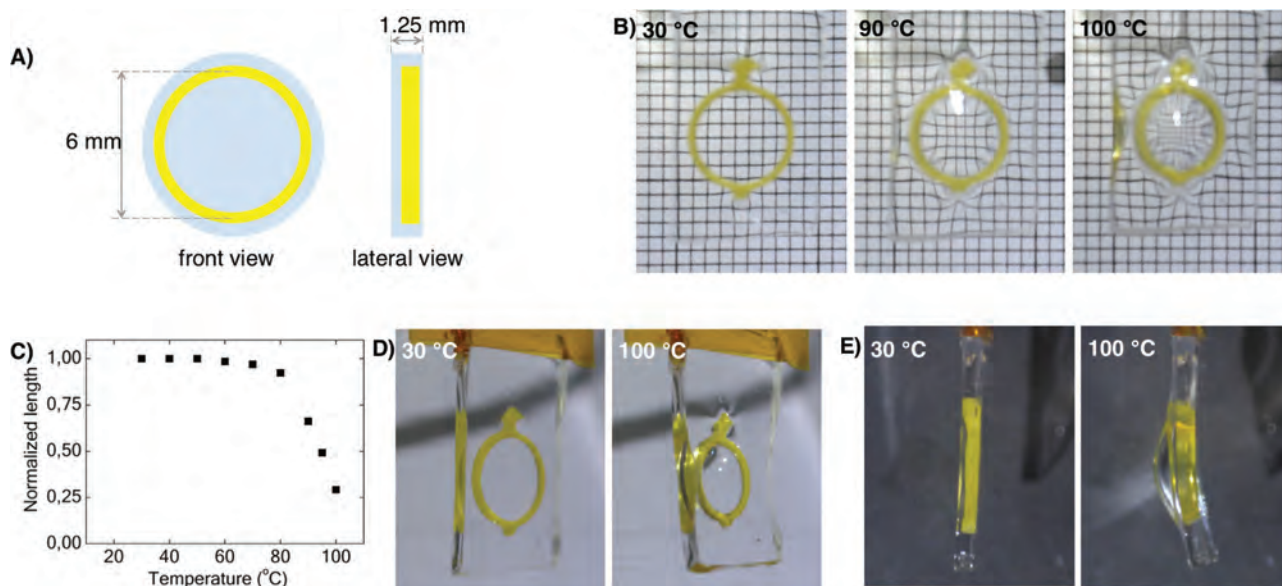 A)
1.25 mm
6 mm
front view
lateral view
B)
30 °C
90 °C
100 °C
C)
1,00
0,75
0,50
0,25
0,00
Normalized length
20 40 60 80 100
Temperature (°C)
D)
30 °C
100 °C
E)
30 °C
100 °C